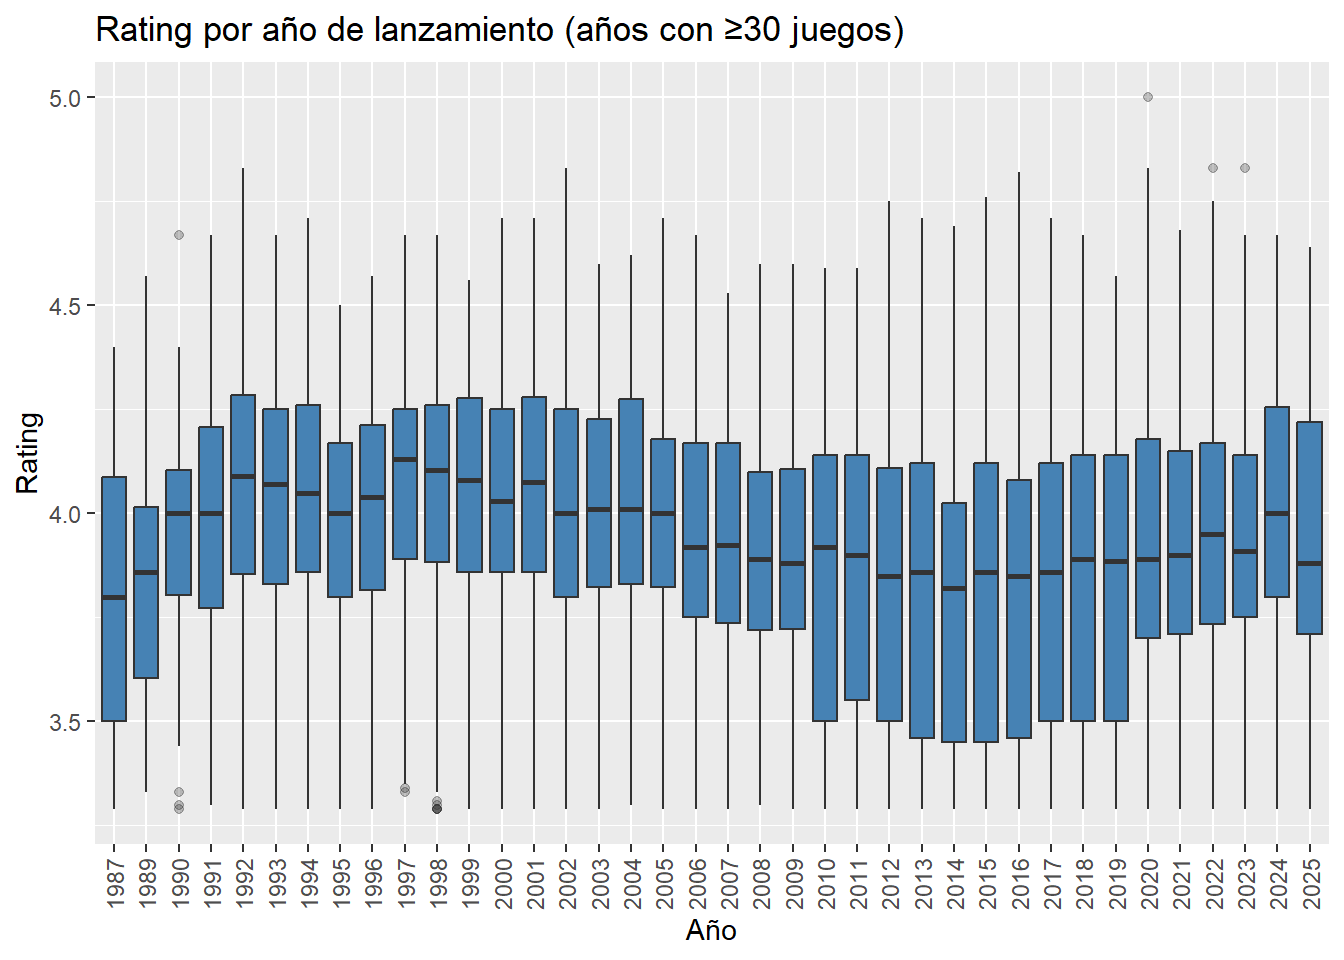 Rating por año de lanzamiento (años con ≥30 juegos)
5.0
4.5
4.0
3.5
Rating
1987 1989 1990 1991 1992 1993 1994 1995 1996 1997 1998 1999 2000 2001 2002 2003 2004 2005 2006 2007 2008 2009 2010 2011 2012 2013 2014 2015 2016 2017 2018 2019 2020 2021 2022 2023 2024 2025
Año